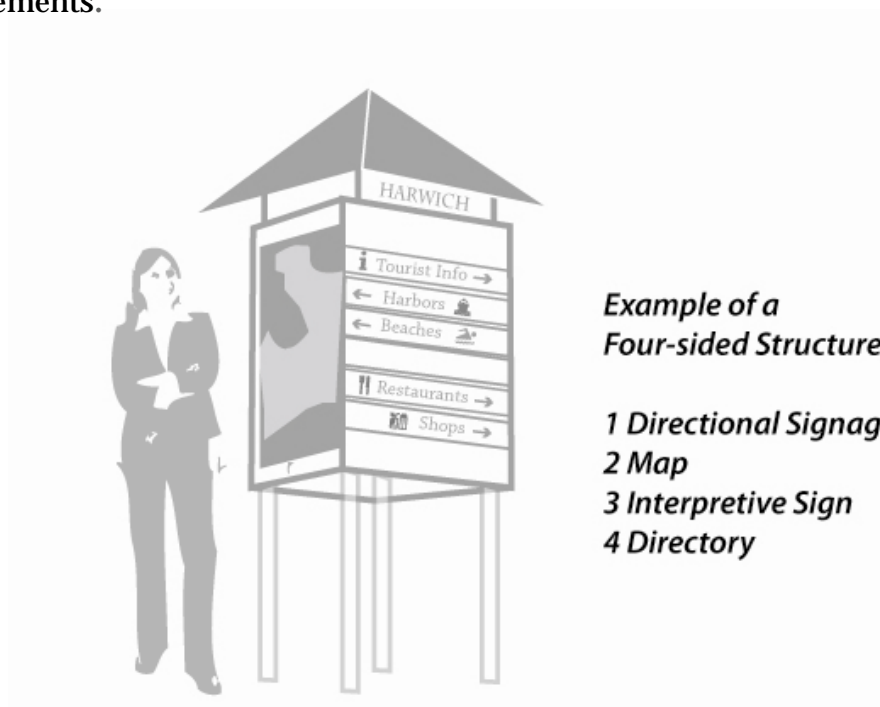 ements.
HARWICH
Tourist Info
Harbors
Beaches
Restaurants
Shops
Example of a
Four-sided Structure
1 Directional Signag
2 Map
3 Interpretive Sign
4 Directory